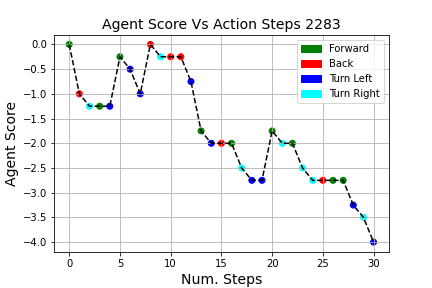 Agent Score Vs Action Steps 2283
Agent Score
0.0
−0.5
−1.0
−1.5
−2.0
−2.5
−3.0
−3.5
−4.0
Forward
Back
Turn Left
Turn Right
0 5 10 15 20 25 30
Num. Steps